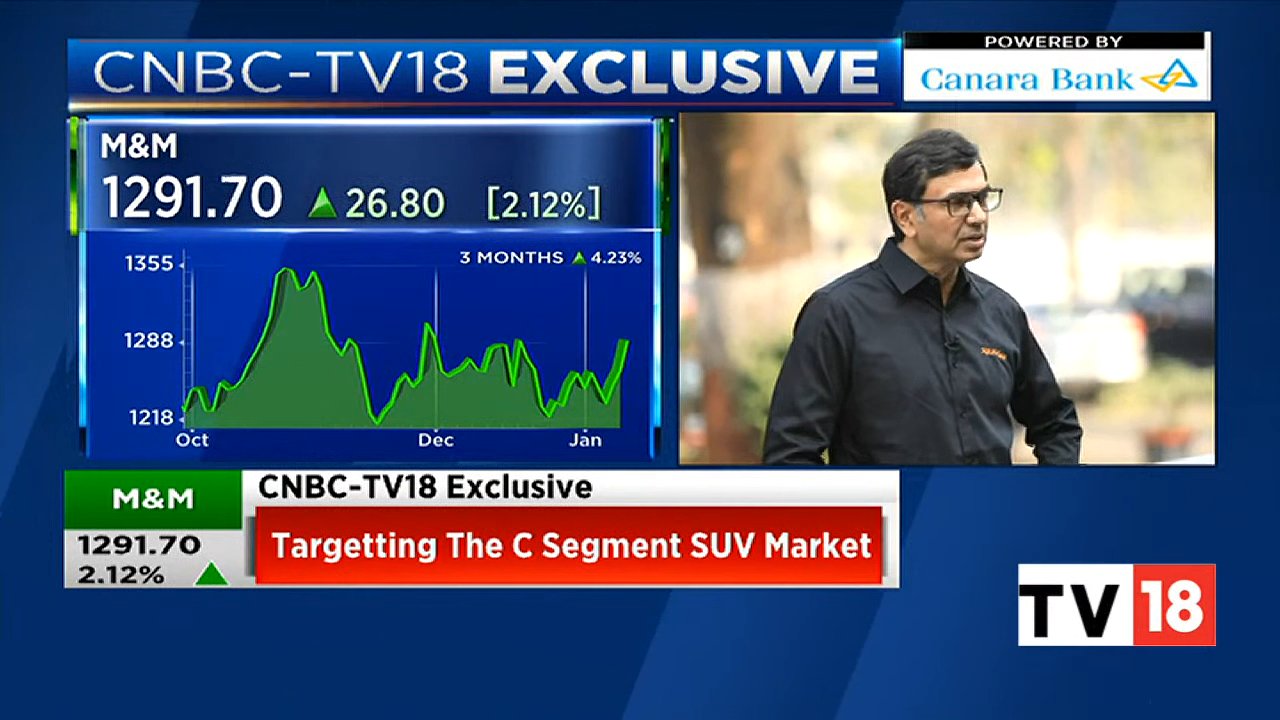 CNBC-TV18 EXCLUSIVE
POWERED BY
Canara Bank
M&M
1291.70 ▲ 26.80 [2.12%]
3 MONTHS ▲ 4.23%
1355
1288
1218
Oct Dec Jan
M&M
1291.70
2.12% ▲
CNBC-TV18 Exclusive
Targetting The C Segment SUV Market
TV18